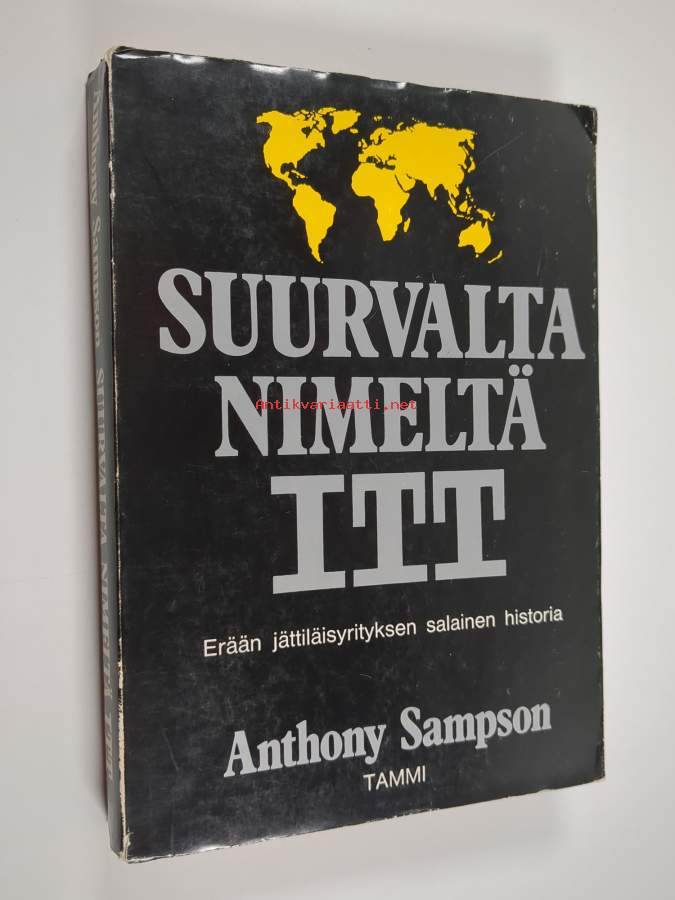 SUURVALTA
NIMELTÄ
Antikvariaatti.net
ITT
Erään jättiläisyrityksen salainen historia
Anthony Sampson
TAMMI
Anthony Sampson SUURVALTA NIMELTÄ ITT